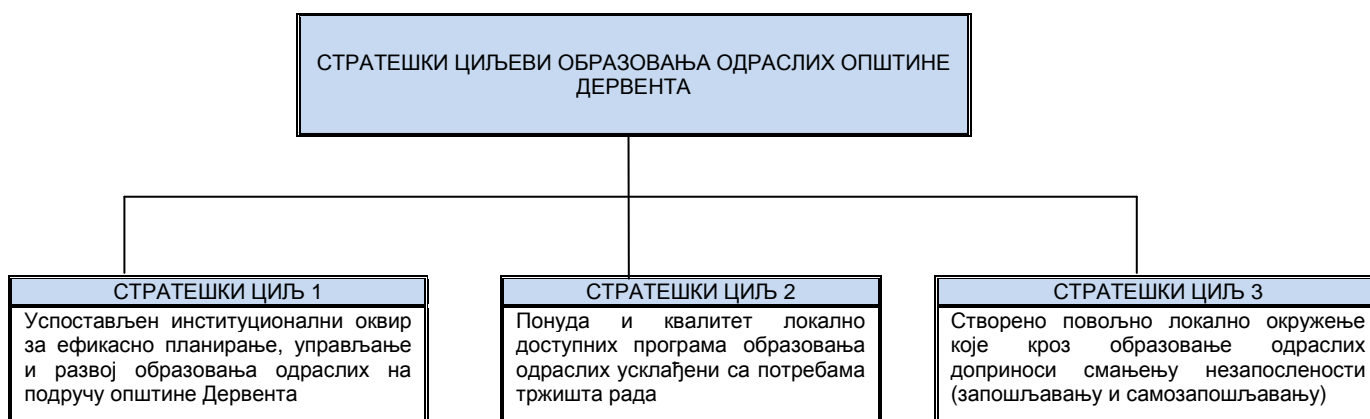 СТРАТЕШКИ ЦИЉЕВИ ОБРАЗОВАЊА ОДРАСЛИХ ОПШТИНЕ
ДЕРВЕНТА
СТРАТЕШКИ ЦИЉ 1
Успостављен институционални оквир
за ефикасно планирање, управљање
и развој образовања одраслих на
подручу општине Дервента
СТРАТЕШКИ ЦИЉ 2
Понуда и квалитет локално
доступних програма образовања
одраслих усклађени са потребама
тржишта рада
СТРАТЕШКИ ЦИЉ 3
Створено повољно локално окружење
које кроз образовање одраслих
доприноси смањењу незапослености
(запошљавању и самозапошљавању)